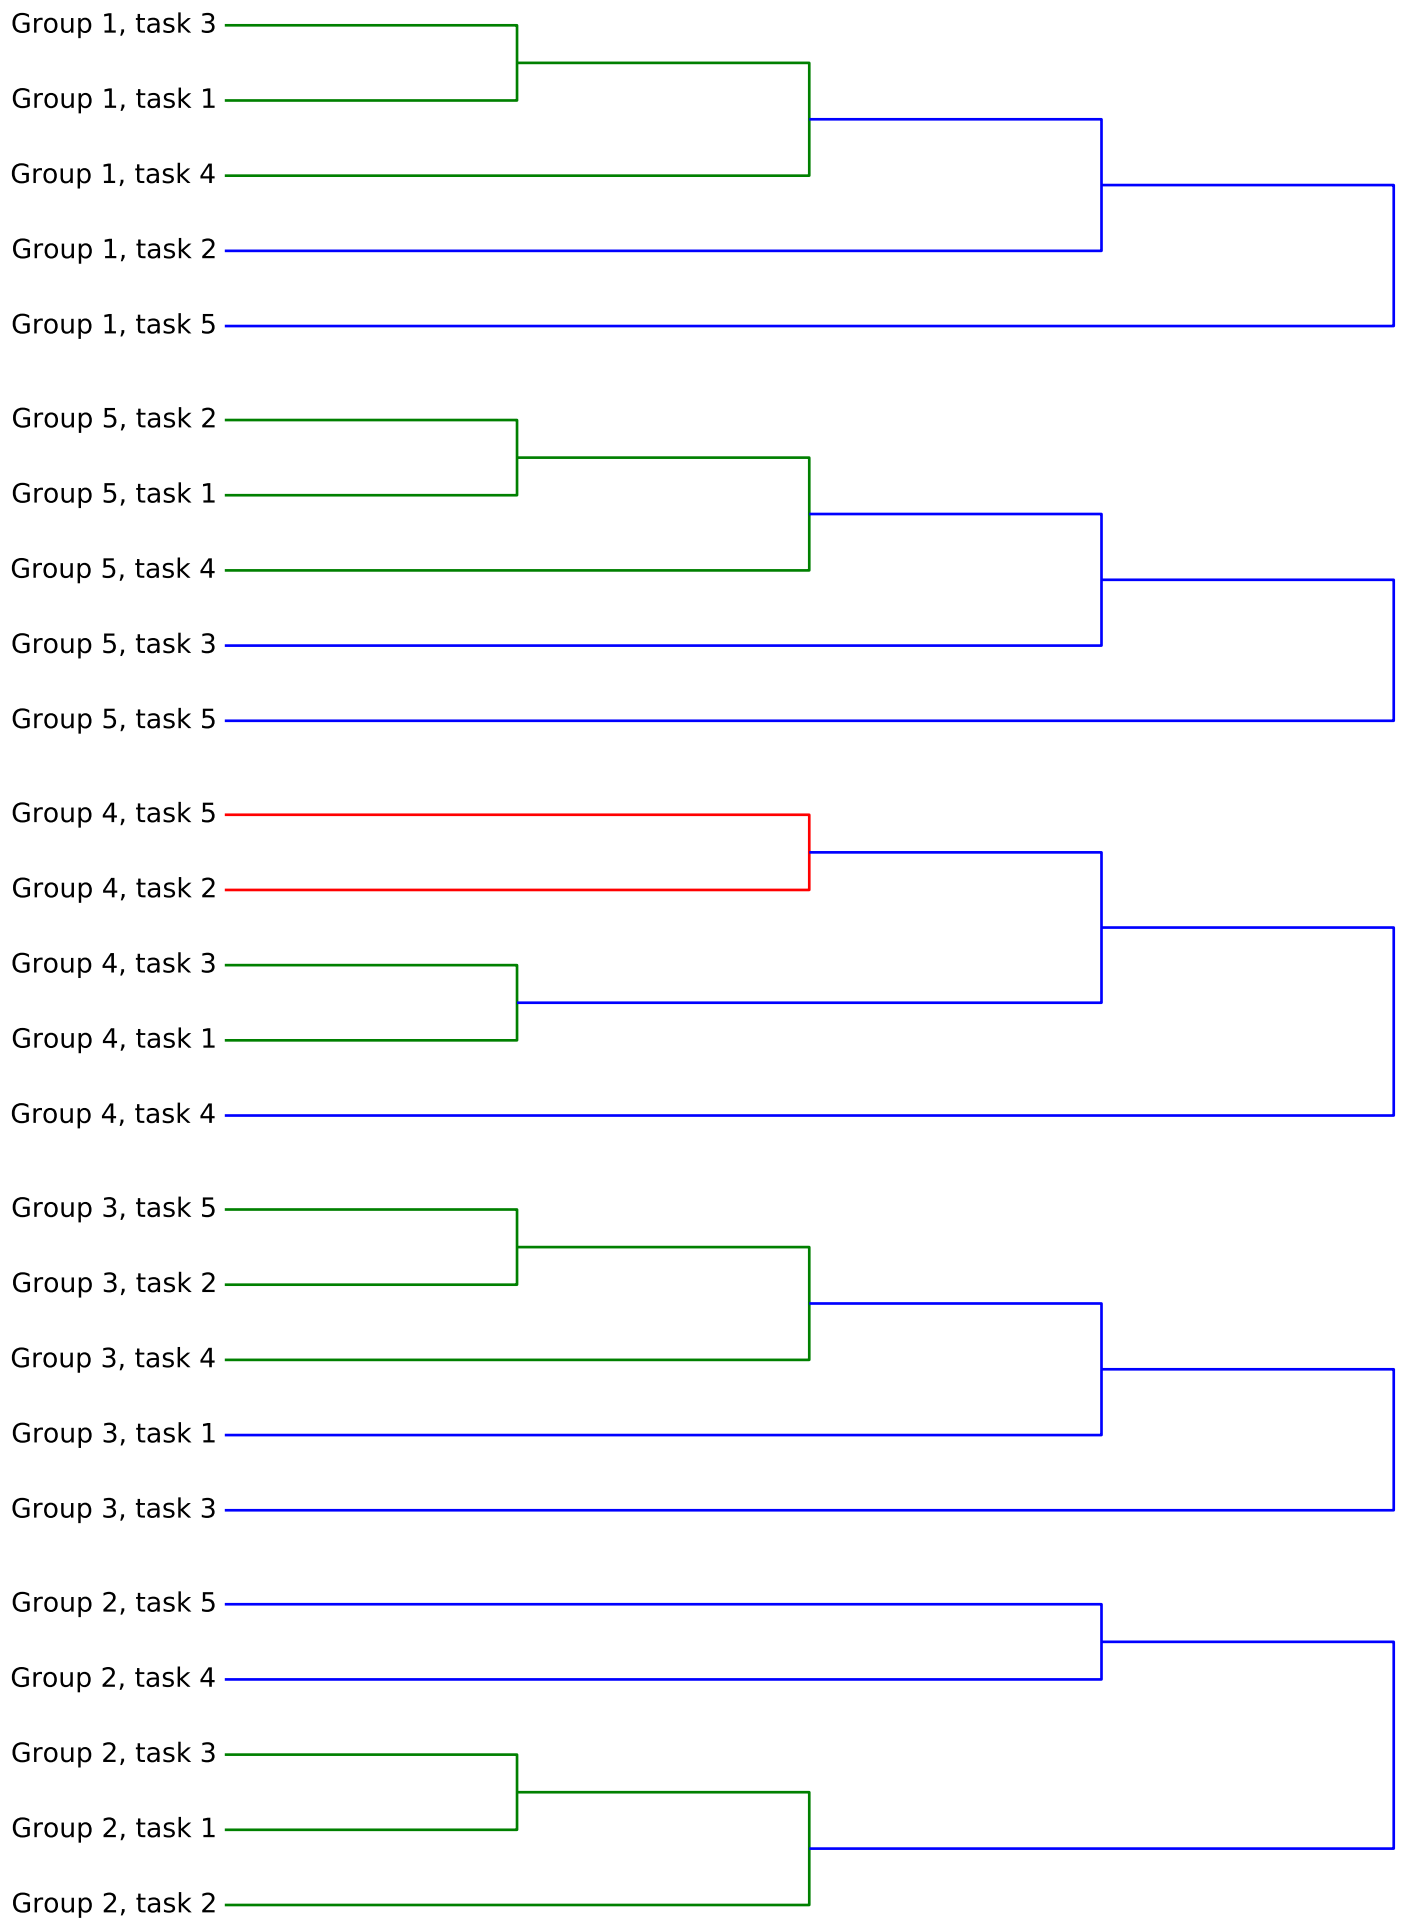 Group 1, task 3
Group 1, task 1
Group 1, task 4
Group 1, task 2
Group 1, task 5
Group 5, task 2
Group 5, task 1
Group 5, task 4
Group 5, task 3
Group 5, task 5
Group 4, task 5
Group 4, task 2
Group 4, task 3
Group 4, task 1
Group 4, task 4
Group 3, task 5
Group 3, task 2
Group 3, task 4
Group 3, task 1
Group 3, task 3
Group 2, task 5
Group 2, task 4
Group 2, task 3
Group 2, task 1
Group 2, task 2